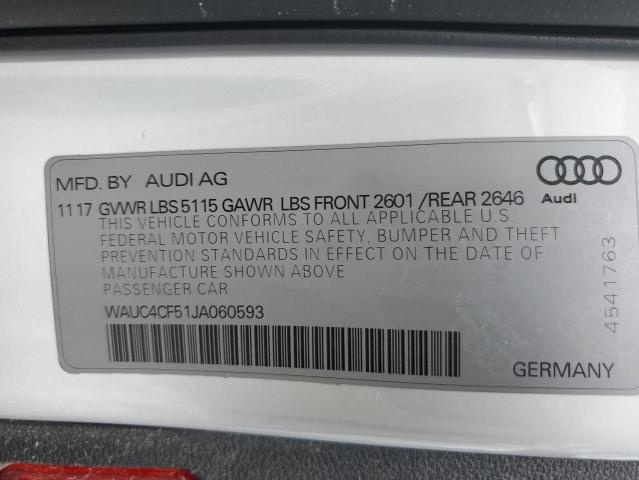 MFD. BY AUDI AG
11 17 GVWR LBS 5115 GAWR LBS FRONT 2601 / REAR 2646
Audi
THIS VEHICLE CONFORMS TO ALL APPLICABLE U.S.
FEDERAL MOTOR VEHICLE SAFETY, BUMPER AND THEFT
PREVENTION STANDARDS IN EFFECT ON THE DATE OF
MANUFACTURE SHOWN ABOVE
PASSENGER CAR
WAUC4CF51JA060593
4541763
GERMANY